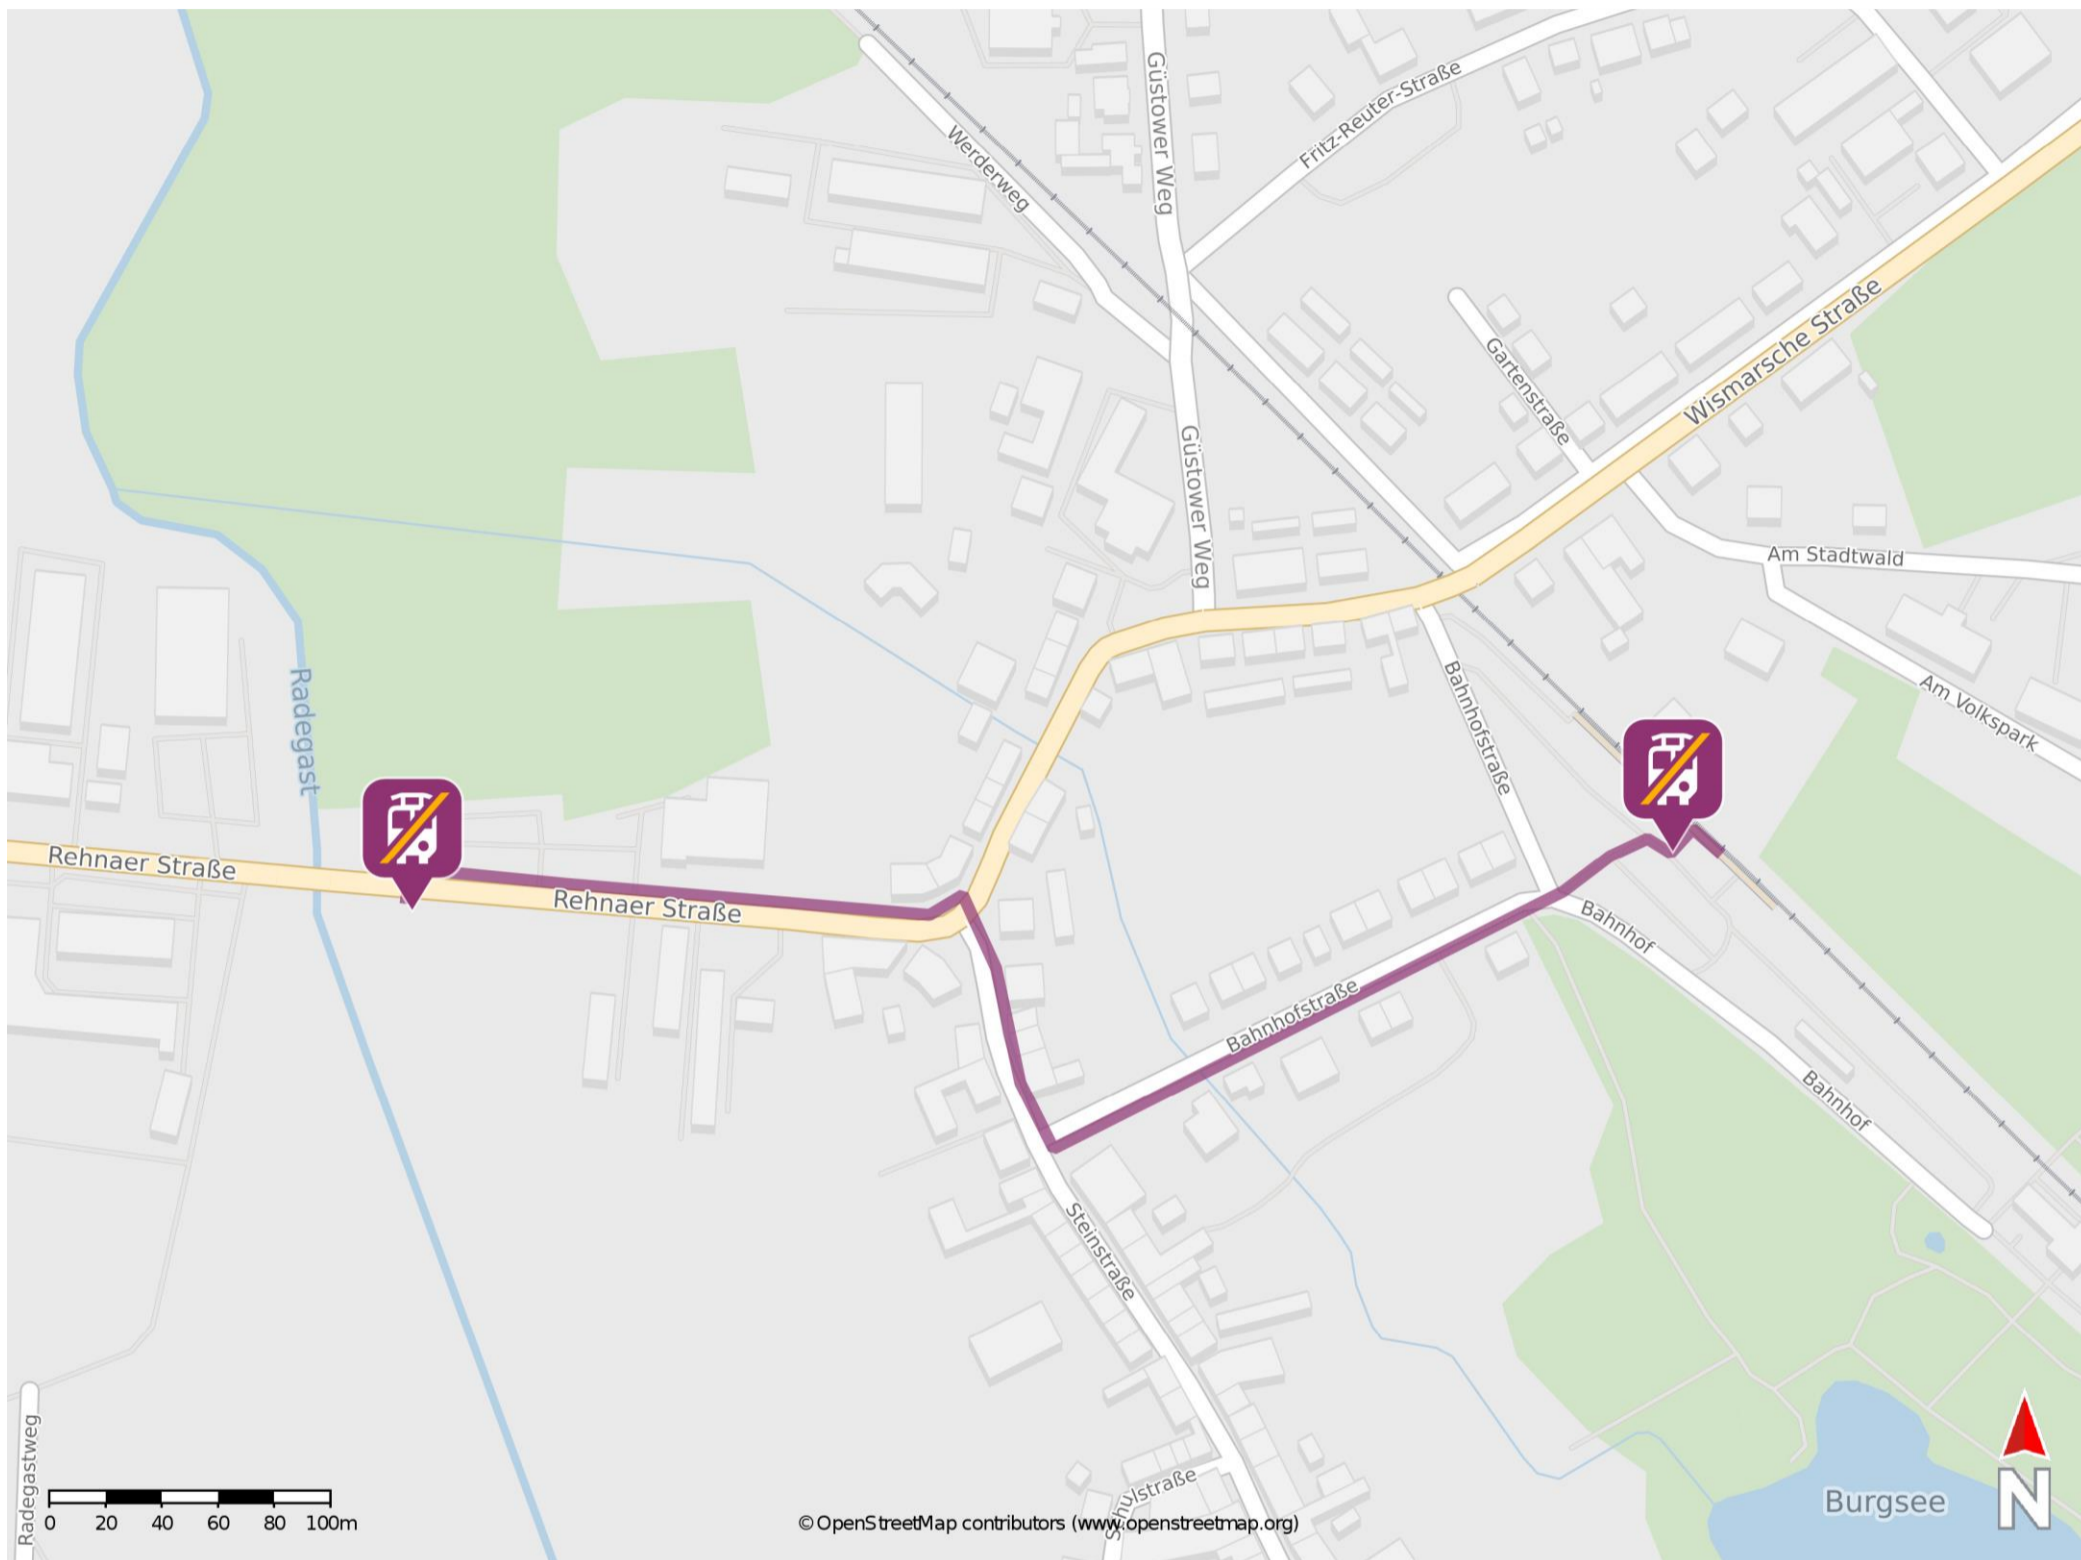 Güstower Weg
Fritz-Reuter-Straße
Werderweg
Wismarsche Straße
Gartenstraße
Güstower Weg
Am Stadtwald
Radegast
Bahnhofstraße
Am Volkspark
Rehnaer Straße
Rehnaer Straße
Bahnhof
Bahnhofstraße
Bahnhof
Steinstraße
Radegastweg
Schulstraße
Burgsee
N
0 20 40 60 80 100m
© OpenStreetMap contributors (www.openstreetmap.org)